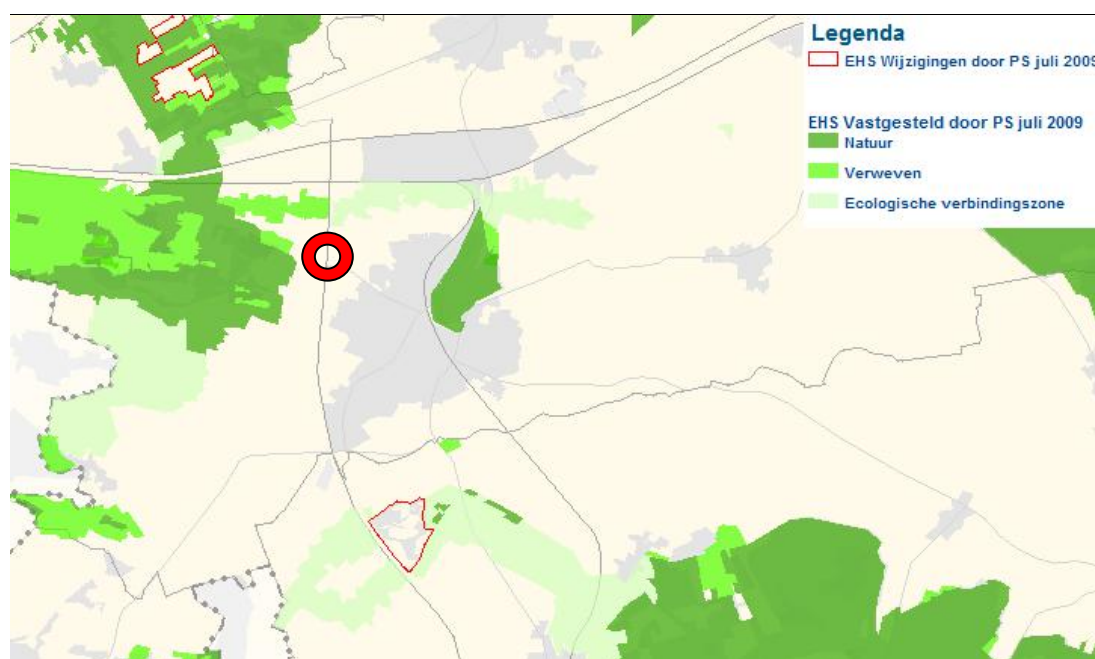 Legenda
EHS Wijzigingen door PS juli 2009
EHS Vastgesteld door PS juli 2009
Natuur
Verweven
Ecologische verbindingszone